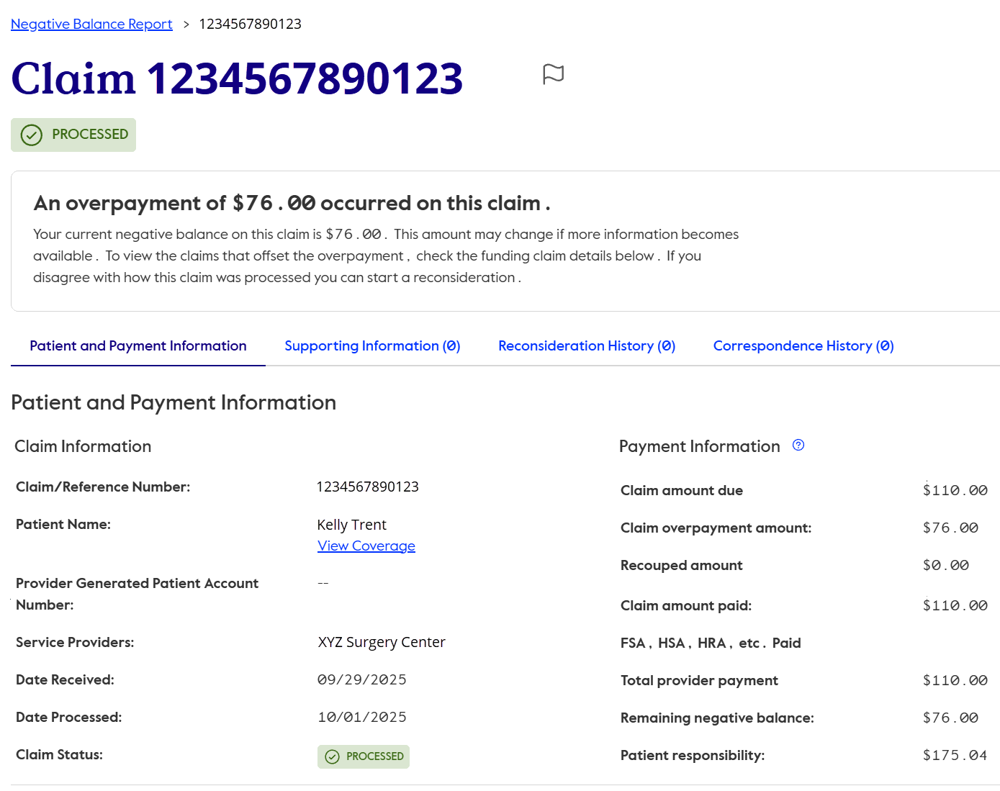 Negative Balance Report > 1234567890123
Claim 1234567890123
PROCESSED
An overpayment of $76.00 occurred on this claim.
Your current negative balance on this claim is $76.00. This amount may change if more information becomes
available. To view the claims that offset the overpayment, check the funding claim details below. If you
disagree with how this claim was processed you can start a reconsideration.
Patient and Payment Information Supporting Information (0) Reconsideration History (0) Correspondence History (0)
Patient and Payment Information
Claim Information
Claim/Reference Number: 1234567890123
Patient Name: Kelly Trent
View Coverage
Provider Generated Patient Account --
Number:
Service Providers: XYZ Surgery Center
Date Received: 09/29/2025
Date Processed: 10/01/2025
Claim Status: PROCESSED
Payment Information ?
Claim amount due $110.00
Claim overpayment amount: $76.00
Recouped amount $0.00
Claim amount paid: $110.00
FSA, HSA, HRA, etc. Paid
Total provider payment $110.00
Remaining negative balance: $76.00
Patient responsibility: $175.04